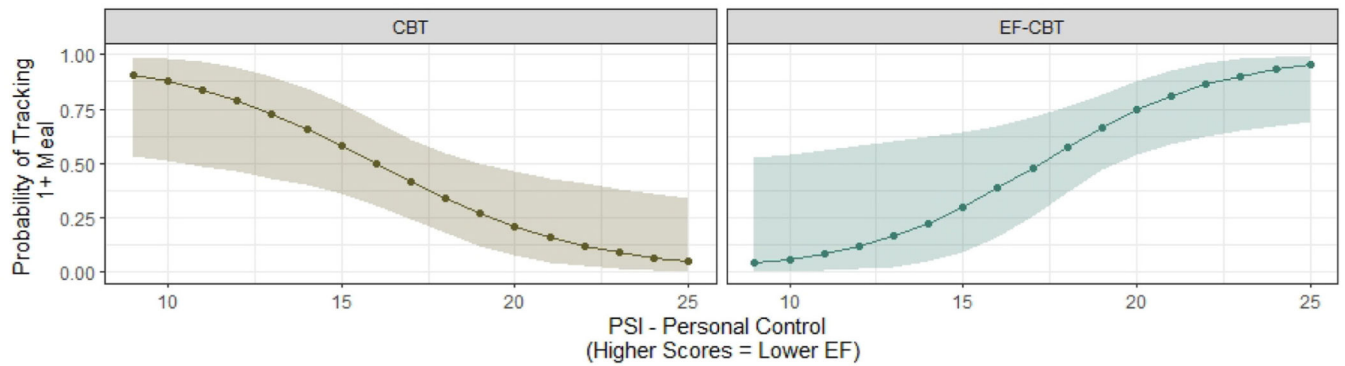 CBT
EF-CBT
Probability of Tracking
1+ Meal
1.00
0.75
0.50
0.25
0.00
10
15
20
25
10
15
20
25
PSI - Personal Control
(Higher Scores = Lower EF)